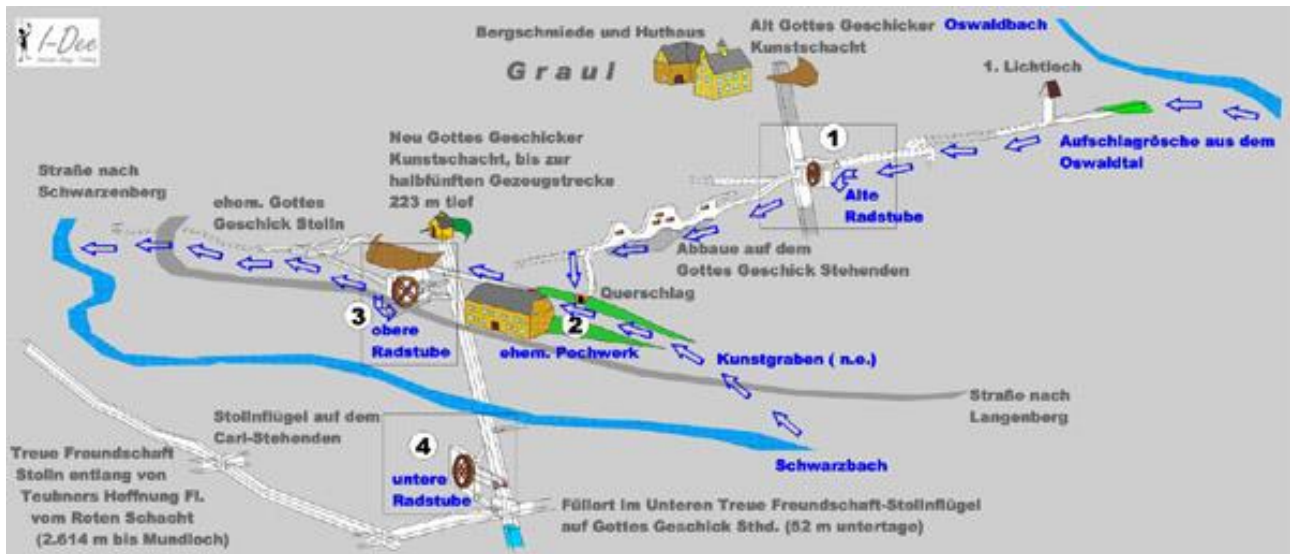 I-Dee
Bergschmiede und Huthaus
Graul
Alt Gottes Geschicker
Kunstschacht
Oswaldbach
1. Lichtloch
Aufschlagrösche aus dem
Oswaldtal
1
Alte
Radstube
Neu Gottes Geschicker
Kunstschacht, bis zur
halbfünften Gezeugstrecke
223 m tief
Straße nach
Schwarzenberg
ehem. Gottes
Geschick Stolln
Abbaue auf dem
Gottes Geschick Stehenden
Querschlag
3
obere
Radstube
2
ehem. Pochwerk
Kunstgraben ( n.e.)
Straße nach
Langenberg
Schwarzbach
Stollnflügel auf dem
Carl-Stehenden
4
untere
Radstube
Treue Freundschaft
Stolln entlang von
Teubners Hoffnung Fl.
vom Roten Schacht
(2.614 m bis Mundloch)
Füllort im Unteren Treue Freundschaft-Stollnflügel
auf Gottes Geschick Sthd. (52 m untertage)